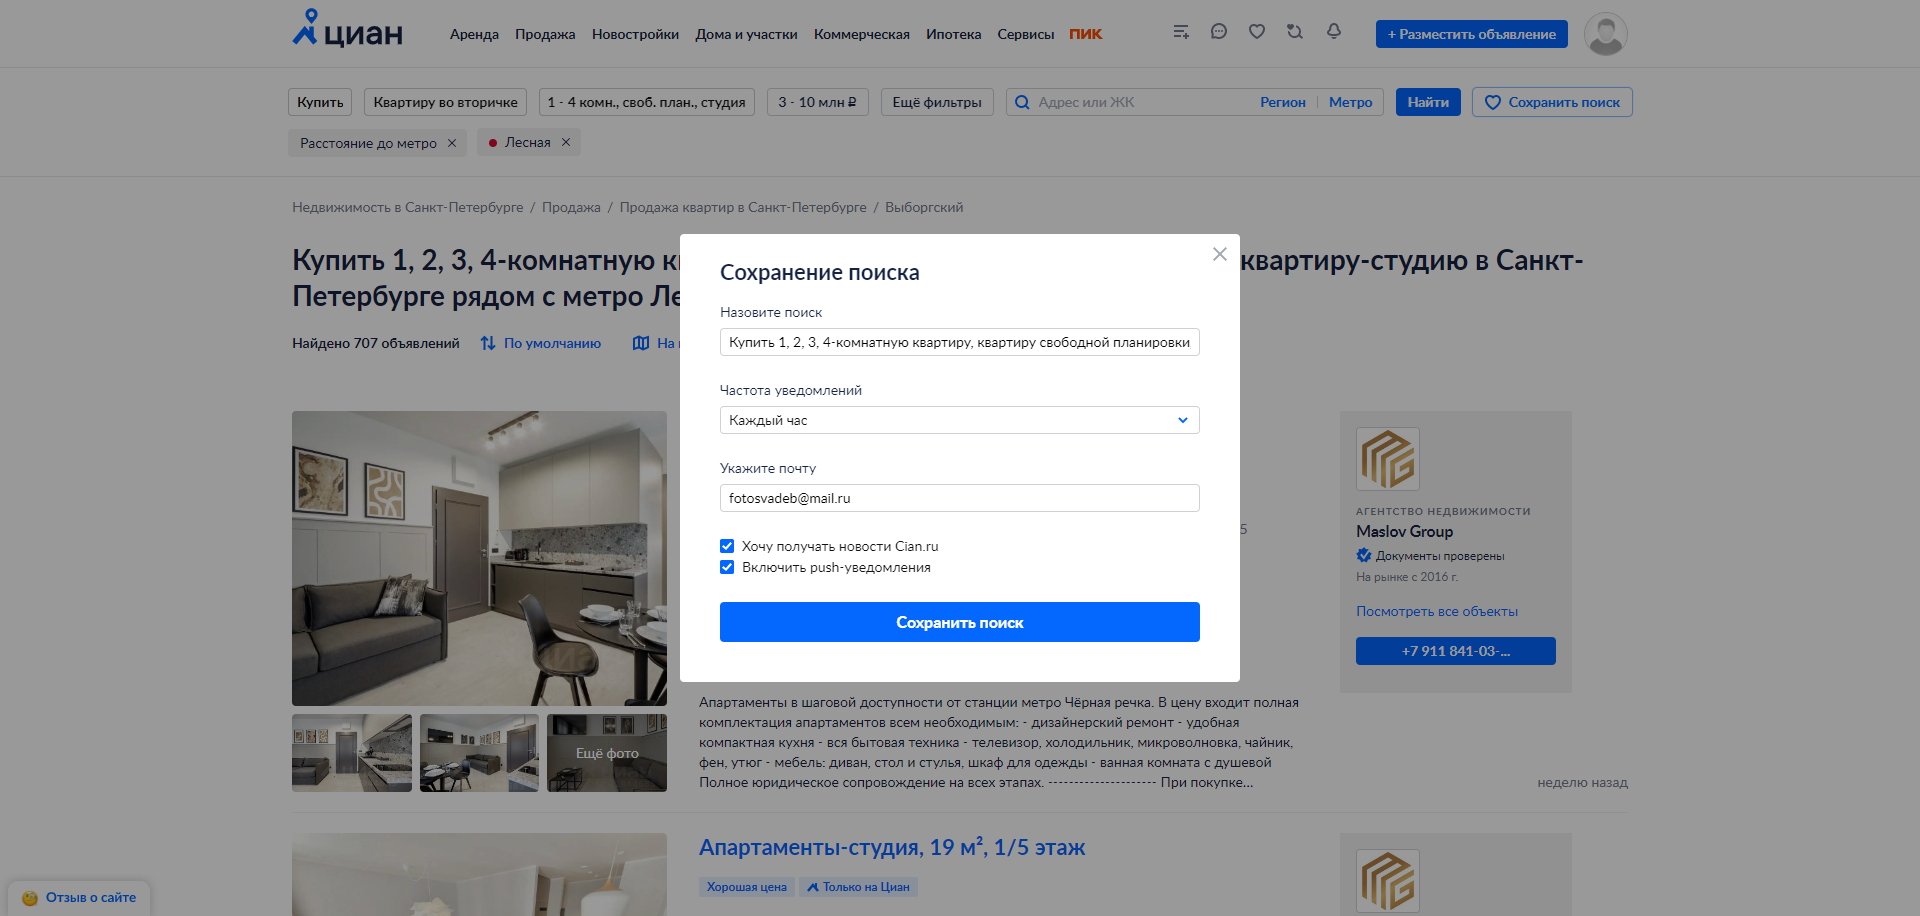 циан
Аренда Продажа Новостройки Дома и участки Коммерческая Ипотека Сервисы ПИК
+ Разместить объявление
Купить Квартиру во вторичке 1 - 4 комн., своб. план., студия 3 - 10 млн ₽ Ещё фильтры Адрес или ЖК Регион Метро Найти Сохранить поиск
Расстояние до метро Лесная
Недвижимость в Санкт-Петербурге / Продажа / Продажа квартир в Санкт-Петербурге / Выборгский
Купить 1, 2, 3, 4-комнатную к квартиру-студию в Санкт-
Петербурге рядом с метро Ле
Найдено 707 объявлений По умолчанию На
Сохранение поиска
Назовите поиск
Купить 1, 2, 3, 4-комнатную квартиру, квартиру свободной планировки
Частота уведомлений
Каждый час
Укажите почту
fotosvadeb@mail.ru
Хочу получать новости Cian.ru
Включить push-уведомления
Сохранить поиск
5
АГЕНТСТВО НЕДВИЖИМОСТИ
Maslov Group
Документы проверены
На рынке с 2016 г.
Посмотреть все объекты
+7 911 841-03-...
Ещё фото
Апартаменты в шаговой доступности от станции метро Чёрная речка. В цену входит полная
комплектация апартаментов всем необходимым: - дизайнерский ремонт - удобная
компактная кухня - вся бытовая техника - телевизор, холодильник, микроволновка, чайник,
фен, утюг - мебель: диван, стол и стулья, шкаф для одежды - ванная комната с душевой
Полное юридическое сопровождение на всех этапах. --------------------- При покупке...
неделю назад
Апартаменты-студия, 19 м², 1/5 этаж
Хорошая цена Только на Циан
Отзыв о сайте